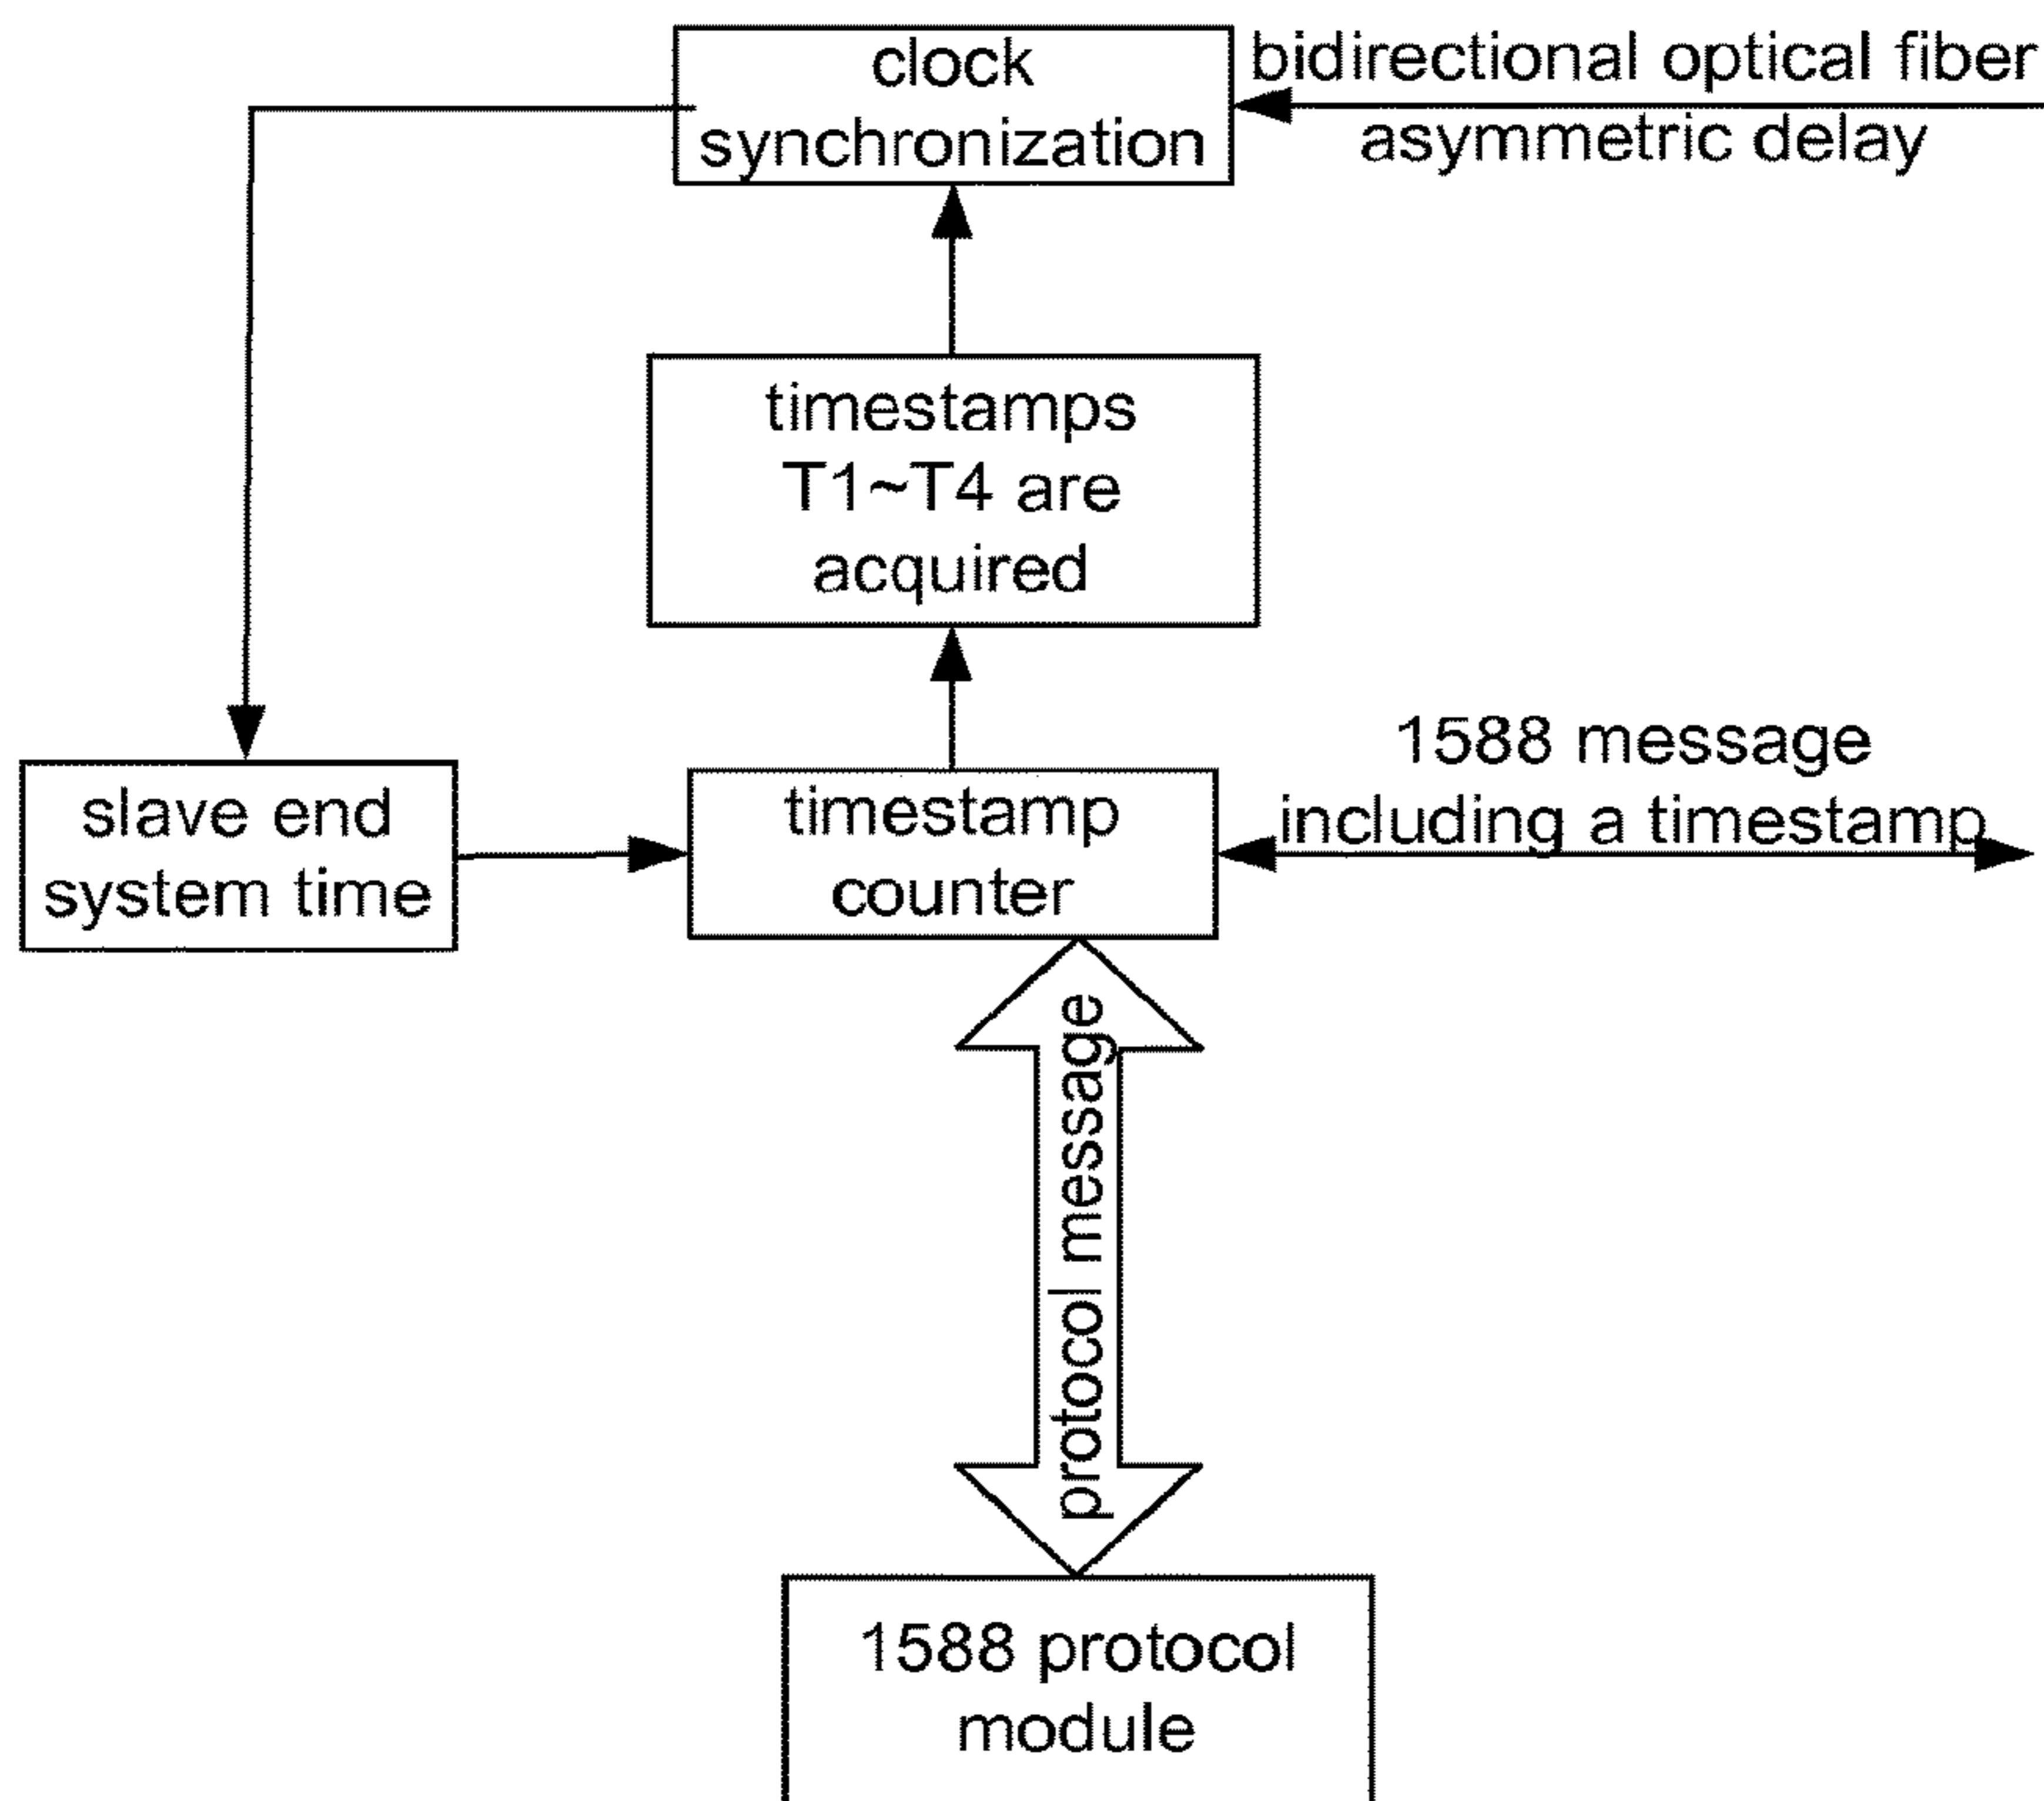 clock
synchronization
bidirectional optical fiber
asymmetric delay
timestamps
T1~T4 are
acquired
slave end
system time
timestamp
counter
1588 message
including a timestamp
protocol message
1588 protocol
module